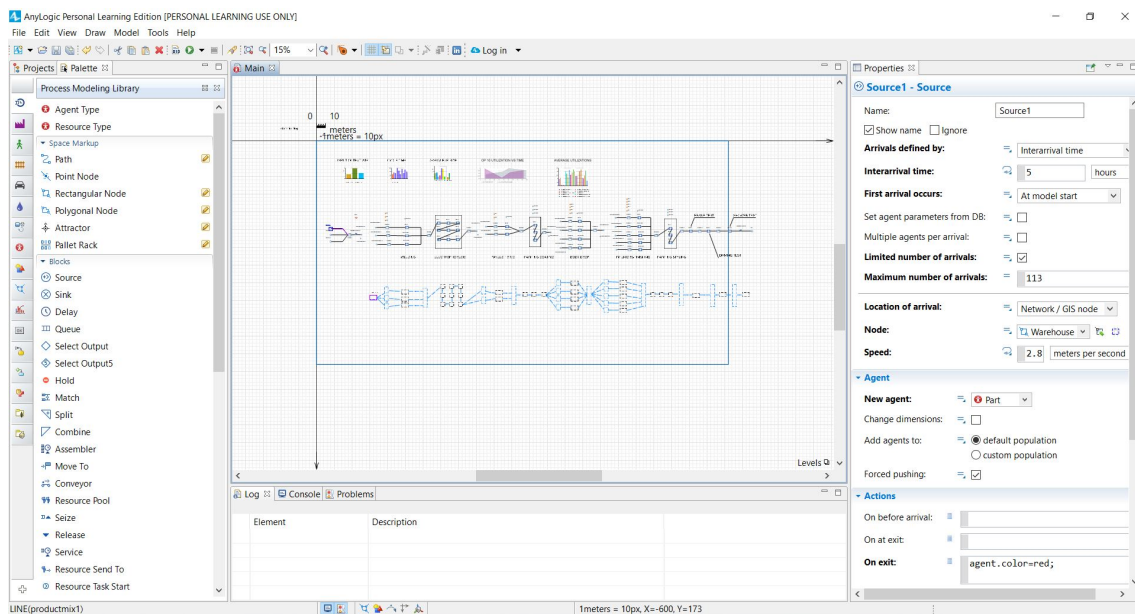 AnyLogic Personal Learning Edition [PERSONAL LEARNING USE ONLY]
File Edit View Draw Model Tools Help
15% Log in
Projects Palette Main Properties
Process Modeling Library
Agent Type
Resource Type
Space Markup
Path
Point Node
Rectangular Node
Polygonal Node
Attractor
Pallet Rack
Blocks
Source
Sink
Delay
Queue
Select Output
Select Output5
Hold
Match
Split
Combine
Assembler
Move To
Conveyor
Resource Pool
Seize
Release
Service
Resource Send To
Resource Task Start
0 10
meters
1meters = 10px
Levels
Log Console Problems
Element Description
Source1 - Source
Name: Source1
Show name Ignore
Arrivals defined by: Interarrival time
Interarrival time: 5 hours
First arrival occurs: At model start
Set agent parameters from DB:
Multiple agents per arrival:
Limited number of arrivals:
Maximum number of arrivals: = 113
Location of arrival: Network / GIS node
Node: Warehouse
Speed: 2.8 meters per second
Agent
New agent: Part
Change dimensions:
Add agents to: default population
custom population
Forced pushing:
Actions
On before arrival:
On at exit:
On exit: agent.color=red;
LINE(productmix1) 1meters = 10px, X=-600, Y=173